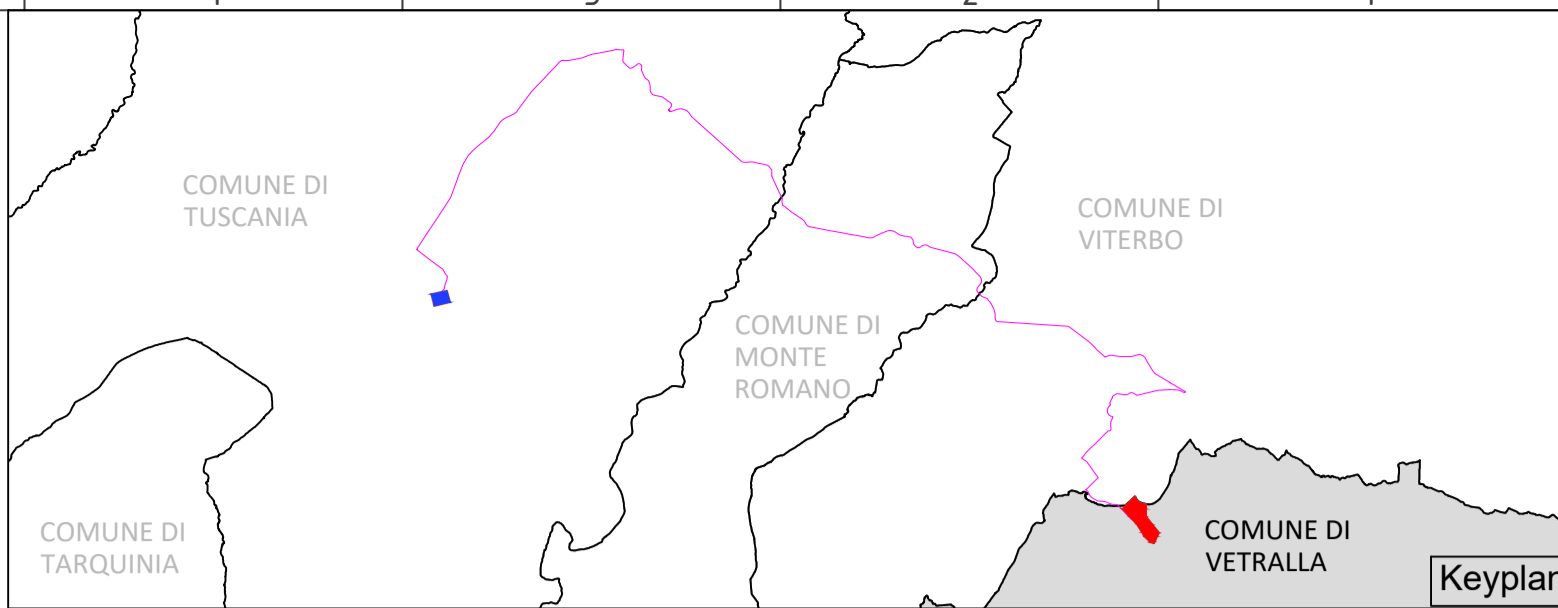 COMUNE DI
TUSCANIA
COMUNE DI
VITERBO
COMUNE DI
MONTE
ROMANO
COMUNE DI
TARQUINIA
COMUNE DI
VETRALLA
Keyplan